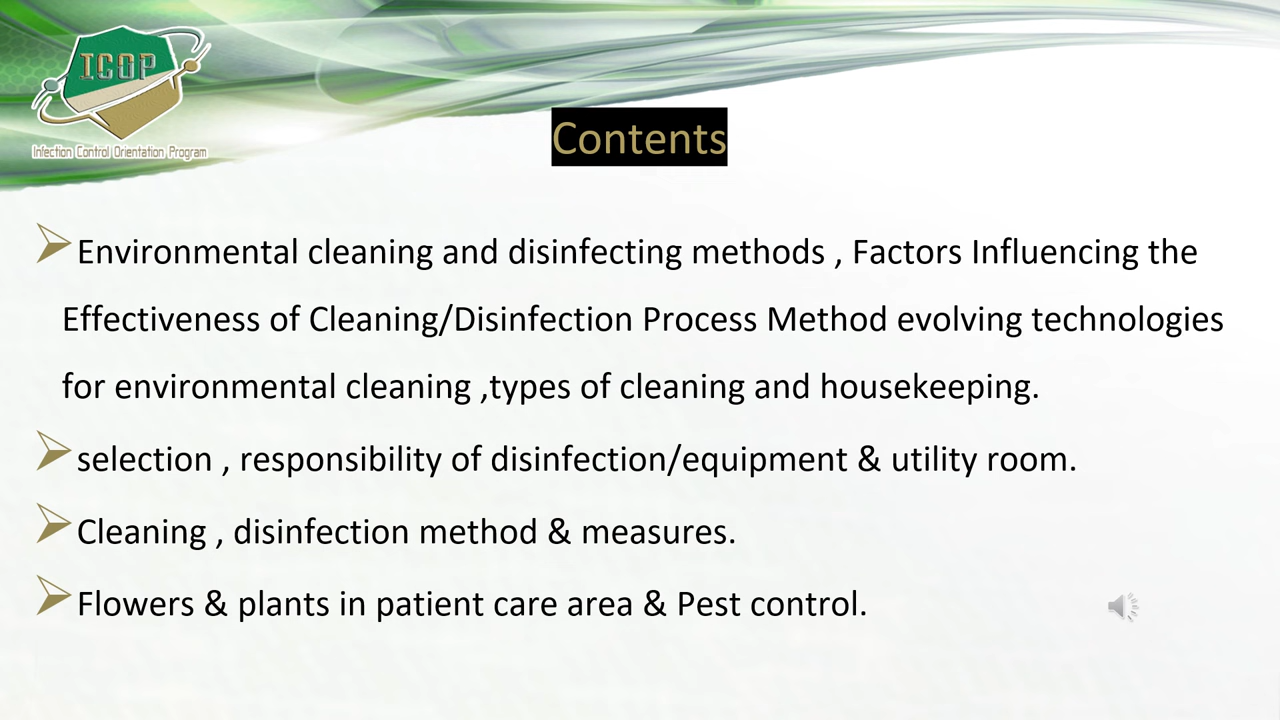 ICOP
Infection Control Orientation Program
Contents
Environmental cleaning and disinfecting methods , Factors Influencing the
Effectiveness of Cleaning/Disinfection Process Method evolving technologies
for environmental cleaning ,types of cleaning and housekeeping.
selection , responsibility of disinfection/equipment & utility room.
Cleaning , disinfection method & measures.
Flowers & plants in patient care area & Pest control.